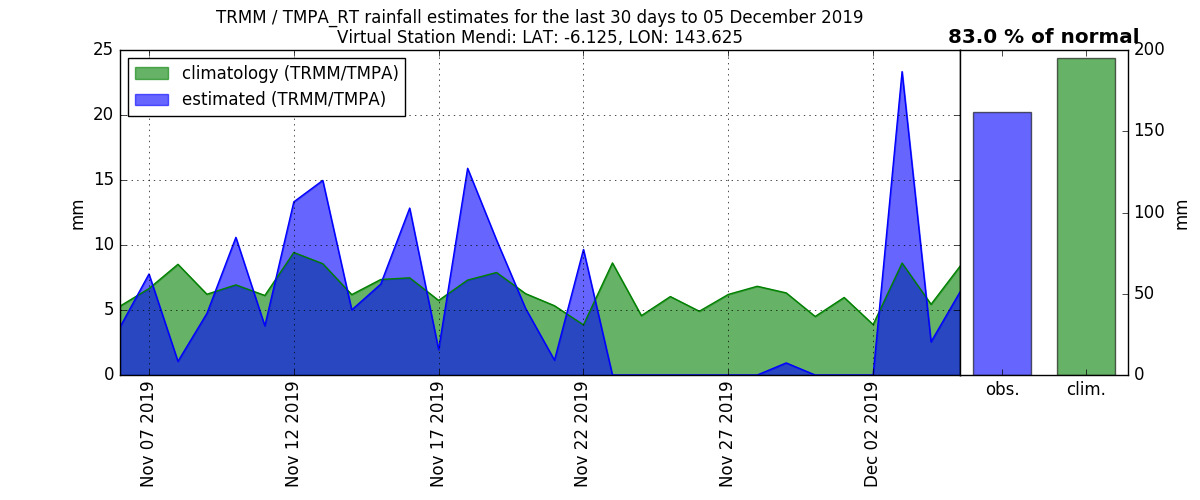 TRMM / TMPA_RT rainfall estimates for the last 30 days to 05 December 2019
Virtual Station Mendi: LAT: -6.125, LON: 143.625
83.0 % of normal
climatology (TRMM/TMPA)
estimated (TRMM/TMPA)
25
20
15
10
5
0
mm
200
150
100
50
0
mm
Nov 07 2019
Nov 12 2019
Nov 17 2019
Nov 22 2019
Nov 27 2019
Dec 02 2019
obs.
clim.